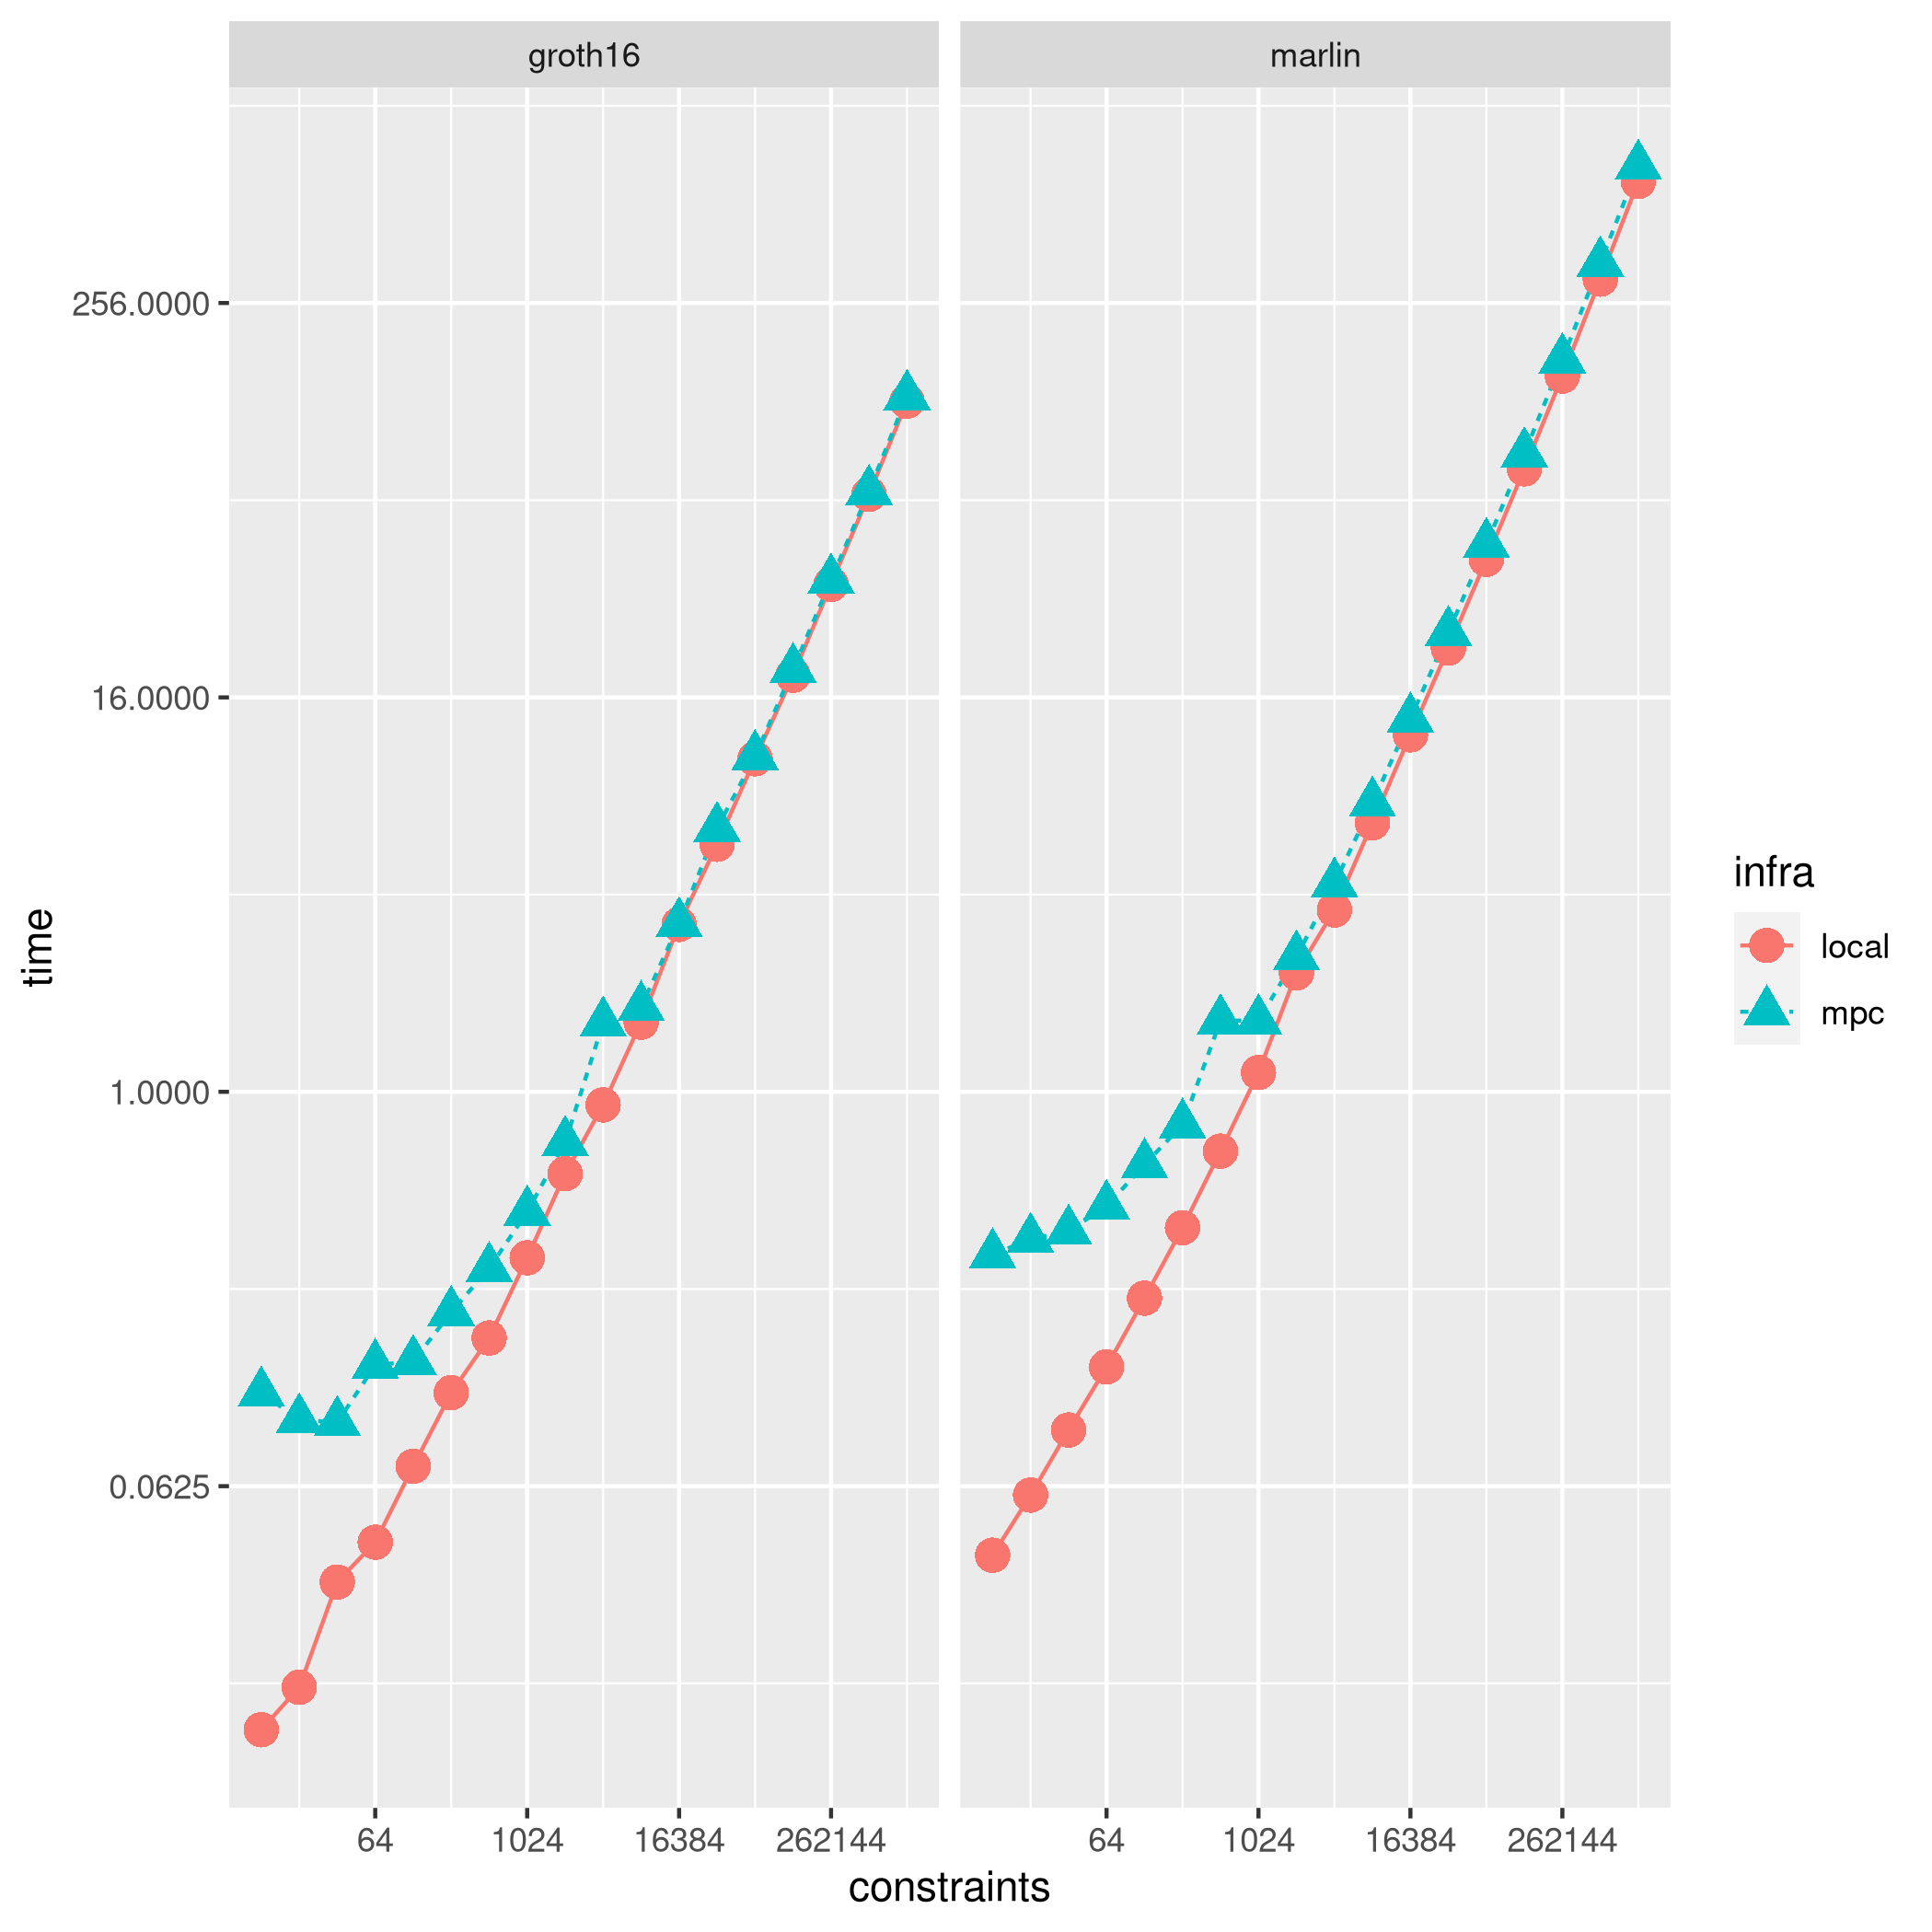 groth16
marlin
256.0000
16.0000
1.0000
0.0625
time
64
1024
16384
262144
64
1024
16384
262144
constraints
infra
local
mpc